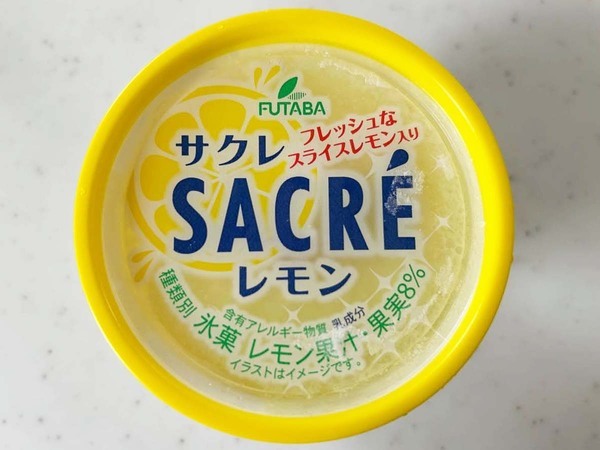 FUTABA
フレッシュな
スライスレモン入り
サクレ
SACRÉ
レモン
含有アレルギー物質 乳成分
種類別 氷菓 レモン果汁・果実8%
イラストはイメージです。